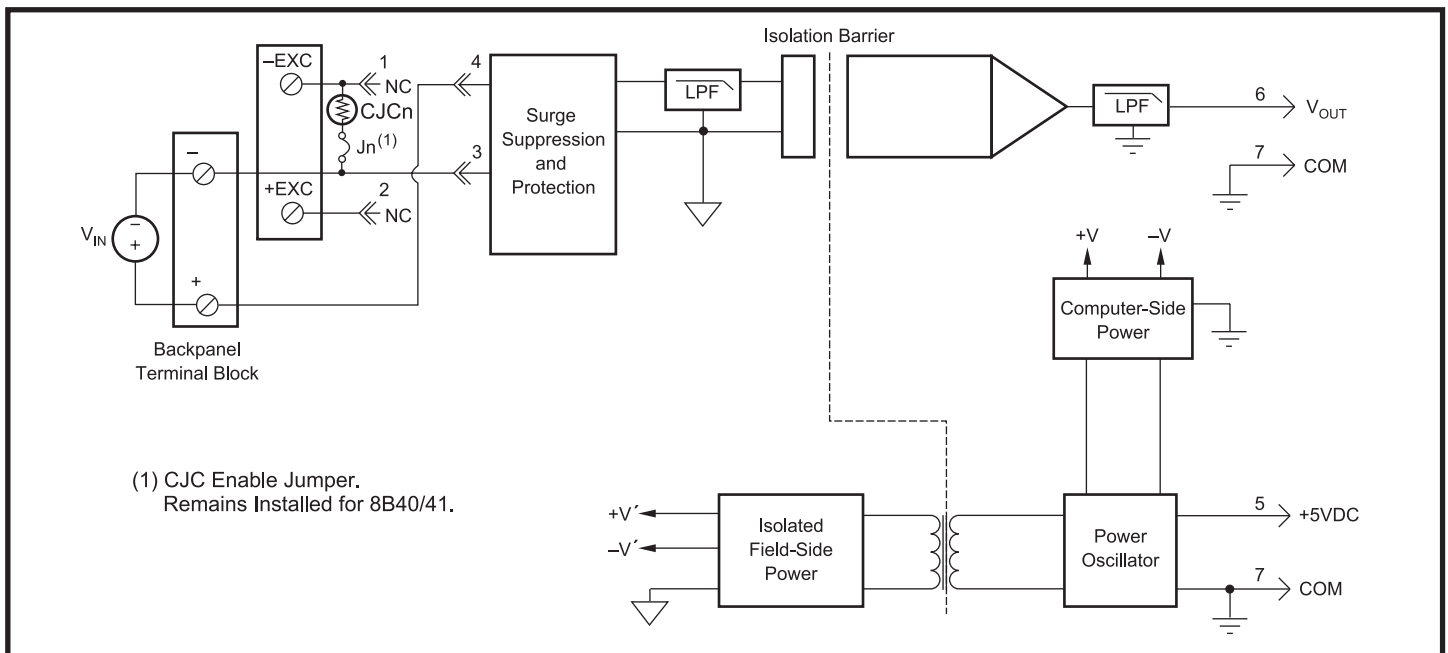 Isolation Barrier
–EXC
1
NC
CJCn
Jn(1)
+EXC
2
NC
4
3
Surge
Suppression
and
Protection
LPF
LPF
6
VOUT
7
COM
–
+
VIN
–
+
Backpanel
Terminal Block
+V
–V
Computer-Side
Power
(1) CJC Enable Jumper.
Remains Installed for 8B40/41.
+V´
–V´
Isolated
Field-Side
Power
Power
Oscillator
5
+5VDC
7
COM